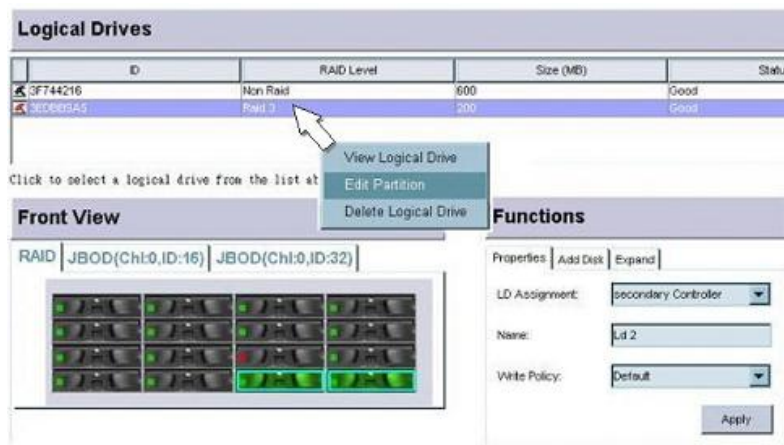 Logical Drives
ID RAID Level Size (MB) Statu
3F744216 Non Raid 600 Good
Raid 3 200 Good
View Logical Drive
Click to select a logical drive from the list at
Edit Partition
Delete Logical Drive
Front View
Functions
RAID JBOD(Chl:0,ID:16) JBOD(Chl:0,ID:32)
Properties Add Disk Expand
LD Assignment: secondary Controller
Name: Ld 2
Write Policy: Default
Apply